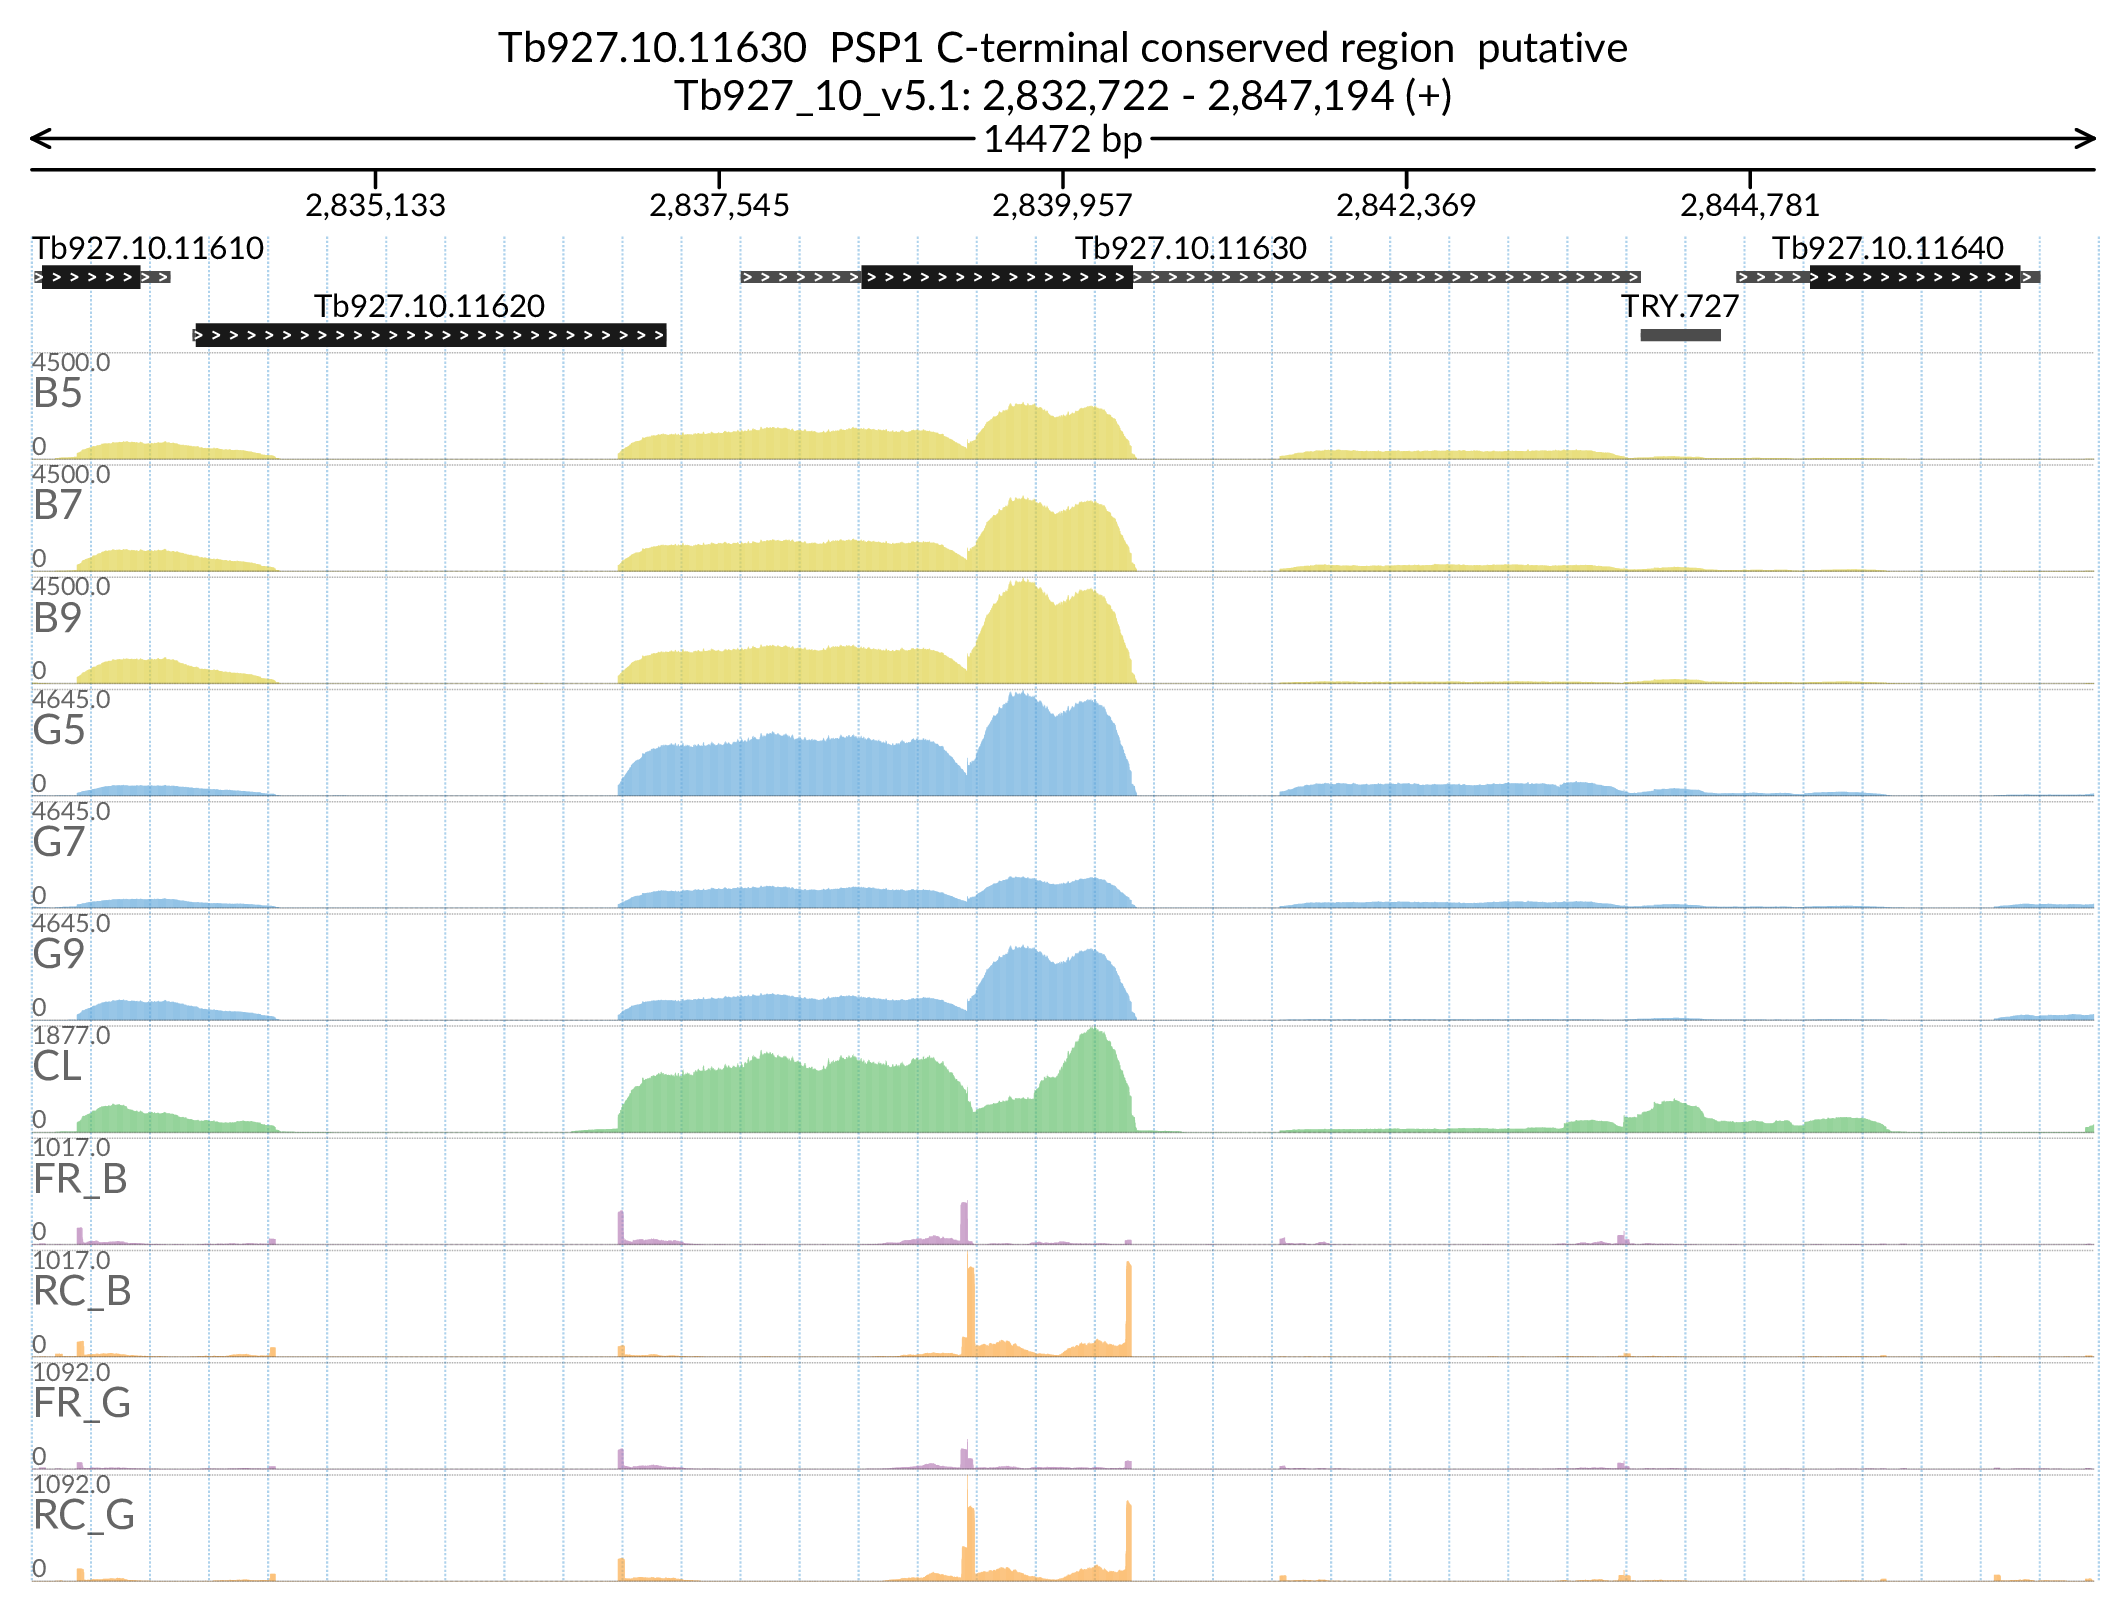 Tb927.10.11630  PSP1 C-terminal conserved region  putative
Tb927_10_v5.1: 2,832,722 - 2,847,194 (+)
14472 bp
2,835,133 2,837,545 2,839,957 2,842,369 2,844,781
Tb927.10.11610 Tb927.10.11630 Tb927.10.11640
Tb927.10.11620 TRY.727
4500.0
B5
0
4500.0
B7
0
4500.0
B9
0
4645.0
G5
0
4645.0
G7
0
4645.0
G9
0
1877.0
CL
0
1017.0
FR_B
0
1017.0
RC_B
0
1092.0
FR_G
0
1092.0
RC_G
0